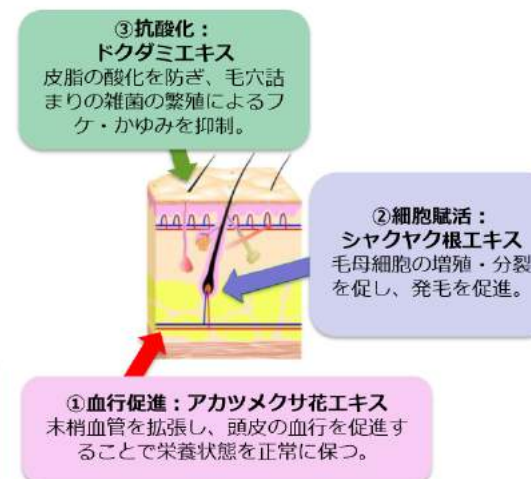 ③抗酸化：
ドクダミエキス
皮脂の酸化を防ぎ、毛穴詰
まりの雑菌の繁殖によるフ
ケ・かゆみを抑制。
②細胞賦活：
シャクヤク根エキス
毛母細胞の増殖・分裂
を促し、発毛を促進。
①血行促進：アカツメクサ花エキス
末梢血管を拡張し、頭皮の血行を促進す
ることで栄養状態を正常に保つ。